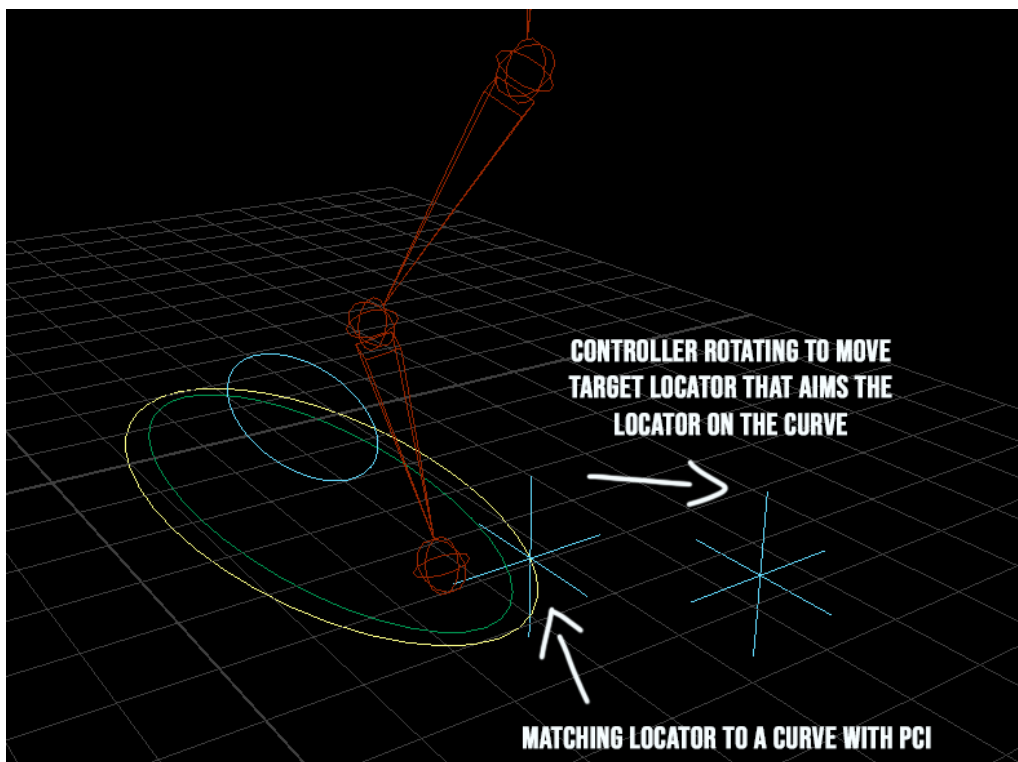 CONTROLLER ROTATING TO MOVE
TARGET LOCATOR THAT AIMS THE
LOCATOR ON THE CURVE
MATCHING LOCATOR TO A CURVE WITH PCI